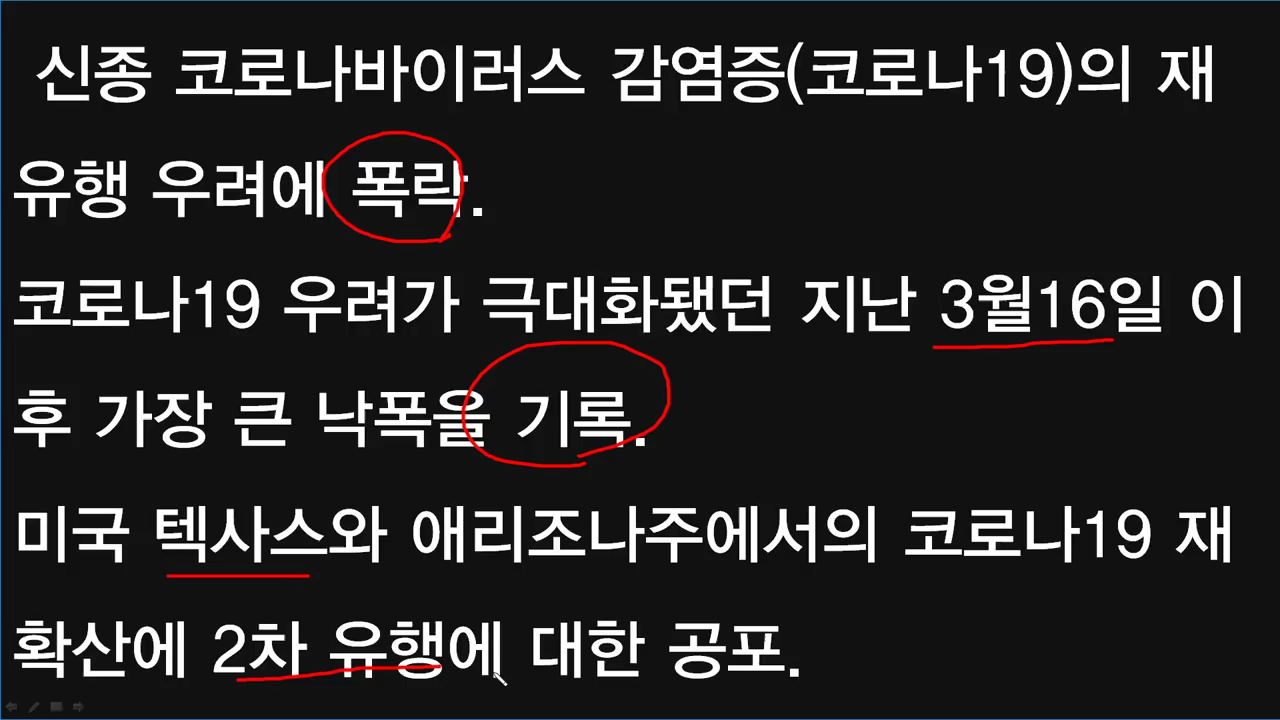 신종 코로나바이러스 감염증(코로나19)의 재
유행 우려에 폭락.
코로나19 우려가 극대화됐던 지난 3월16일 이
후 가장 큰 낙폭을 기록.
미국 텍사스와 애리조나주에서의 코로나19 재
확산에 2차 유행에 대한 공포.